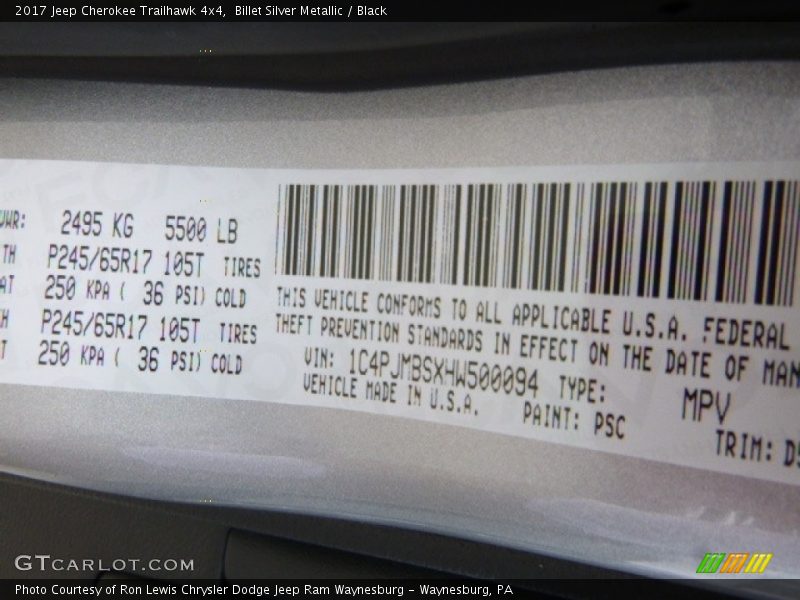 2017 Jeep Cherokee Trailhawk 4x4,  Billet Silver Metallic / Black
2495 KG 5500 LB
TH P245/65R17 105T TIRES
AT 250 KPA ( 36 PSI) COLD
P245/65R17 105T TIRES
250 KPA ( 36 PSI) COLD
THIS VEHICLE CONFORMS TO ALL APPLICABLE U.S.A. FEDERAL
THEFT PREVENTION STANDARDS IN EFFECT ON THE DATE OF MAN
VIN: 1C4PJMBSXHW500094 TYPE: MPV
VEHICLE MADE IN U.S.A. PAINT: PSC TRIM:
GTCARLOT.COM
Photo Courtesy of Ron Lewis Chrysler Dodge Jeep Ram Waynesburg – Waynesburg, PA